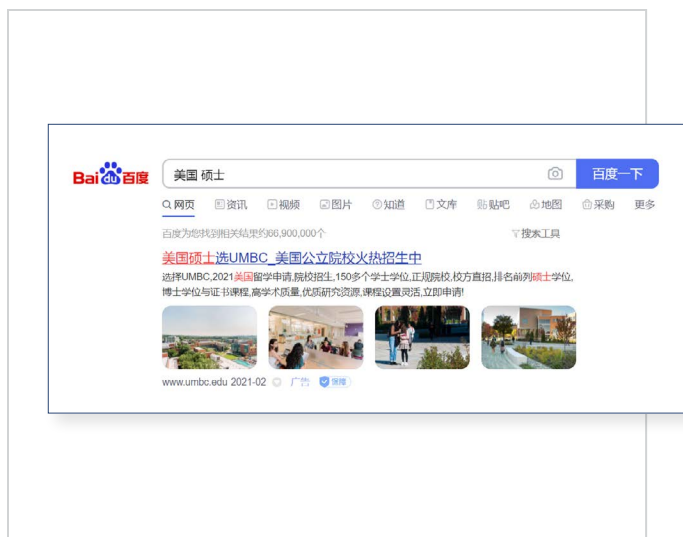 Bai du 百度
美国 硕士
百度一下
网页 资讯 视频 图片 知道 文库 贴吧 地图 采购 更多
百度为您找到相关结果约66,900,000个 搜索工具
美国硕士选UMBC_美国公立院校火热招生中
选择UMBC,2021美国留学申请,院校招生,150多个学士学位,正规院校,校方直招,排名前列硕士学位,
博士学位与证书课程,高学术质量,优质研究资源,课程设置灵活,立即申请!
www.umbc.edu 2021-02 广告 保障